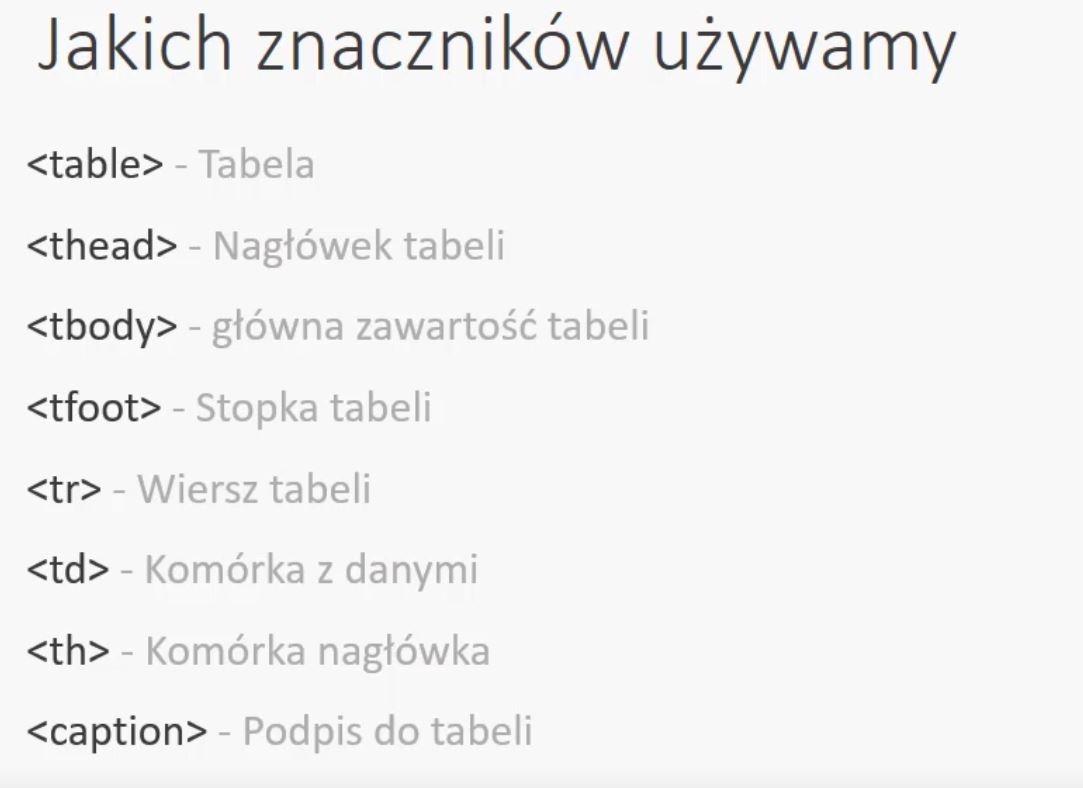 Jakich znaczników używamy
<table> - Tabela
<thead> - Nagłówek tabeli
<tbody> - główna zawartość tabeli
<tfoot> - Stopka tabeli
<tr> - Wiersz tabeli
<td> - Komórka z danymi
<th> - Komórka nagłówka
<caption> - Podpis do tabeli